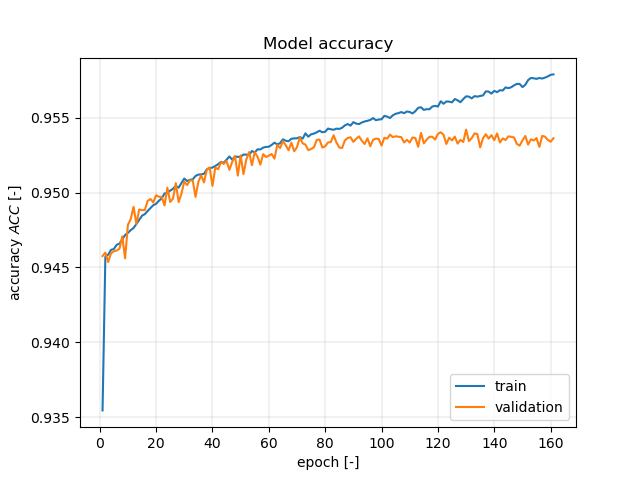 Model accuracy
accuracy ACC [-]
0.955
0.950
0.945
0.940
0.935
0 20 40 60 80 100 120 140 160
epoch [-]
train
validation